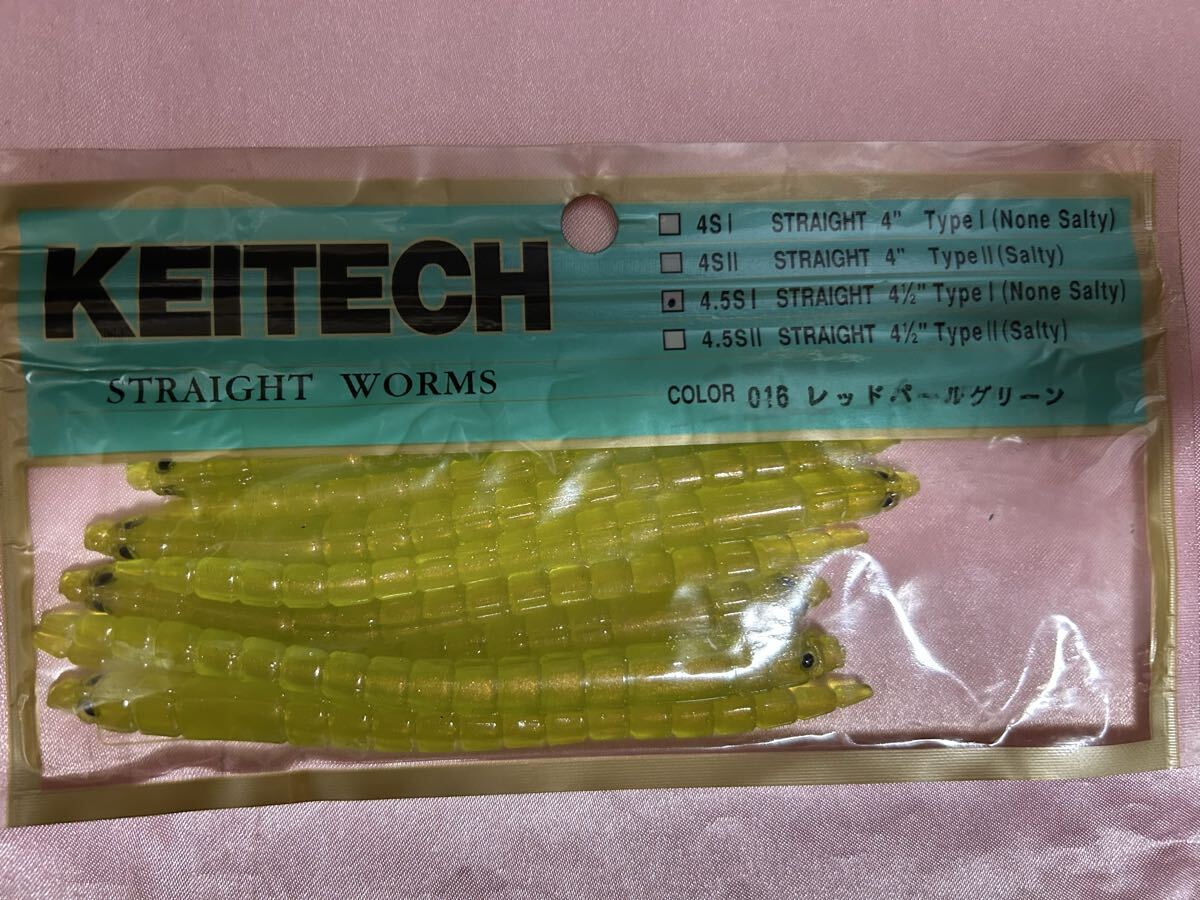 KEITECH
STRAIGHT WORMS
4S I STRAIGHT 4" Type I (None Salty)
4S II STRAIGHT 4" Type II (Salty)
4.5S I STRAIGHT 4½" Type I (None Salty)
4.5S II STRAIGHT 4½" Type II (Salty)
COLOR 016 レッドパールグリーン